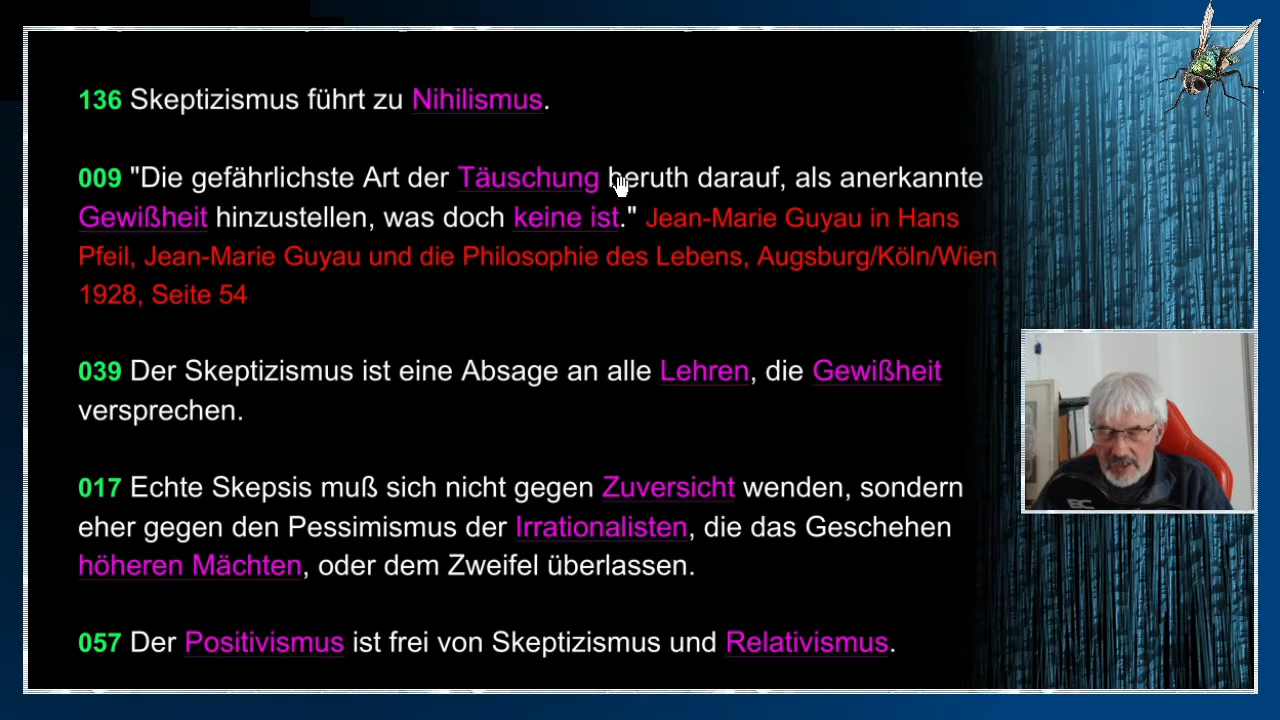 136 Skeptizismus führt zu Nihilismus.
009 "Die gefährlichste Art der Täuschung beruth darauf, als anerkannte
Gewißheit hinzustellen, was doch keine ist." Jean-Marie Guyau in Hans
Pfeil, Jean-Marie Guyau und die Philosophie des Lebens, Augsburg/Köln/Wien
1928, Seite 54
039 Der Skeptizismus ist eine Absage an alle Lehren, die Gewißheit
versprechen.
017 Echte Skepsis muß sich nicht gegen Zuversicht wenden, sondern
eher gegen den Pessimismus der Irrationalisten, die das Geschehen
höheren Mächten, oder dem Zweifel überlassen.
057 Der Positivismus ist frei von Skeptizismus und Relativismus.